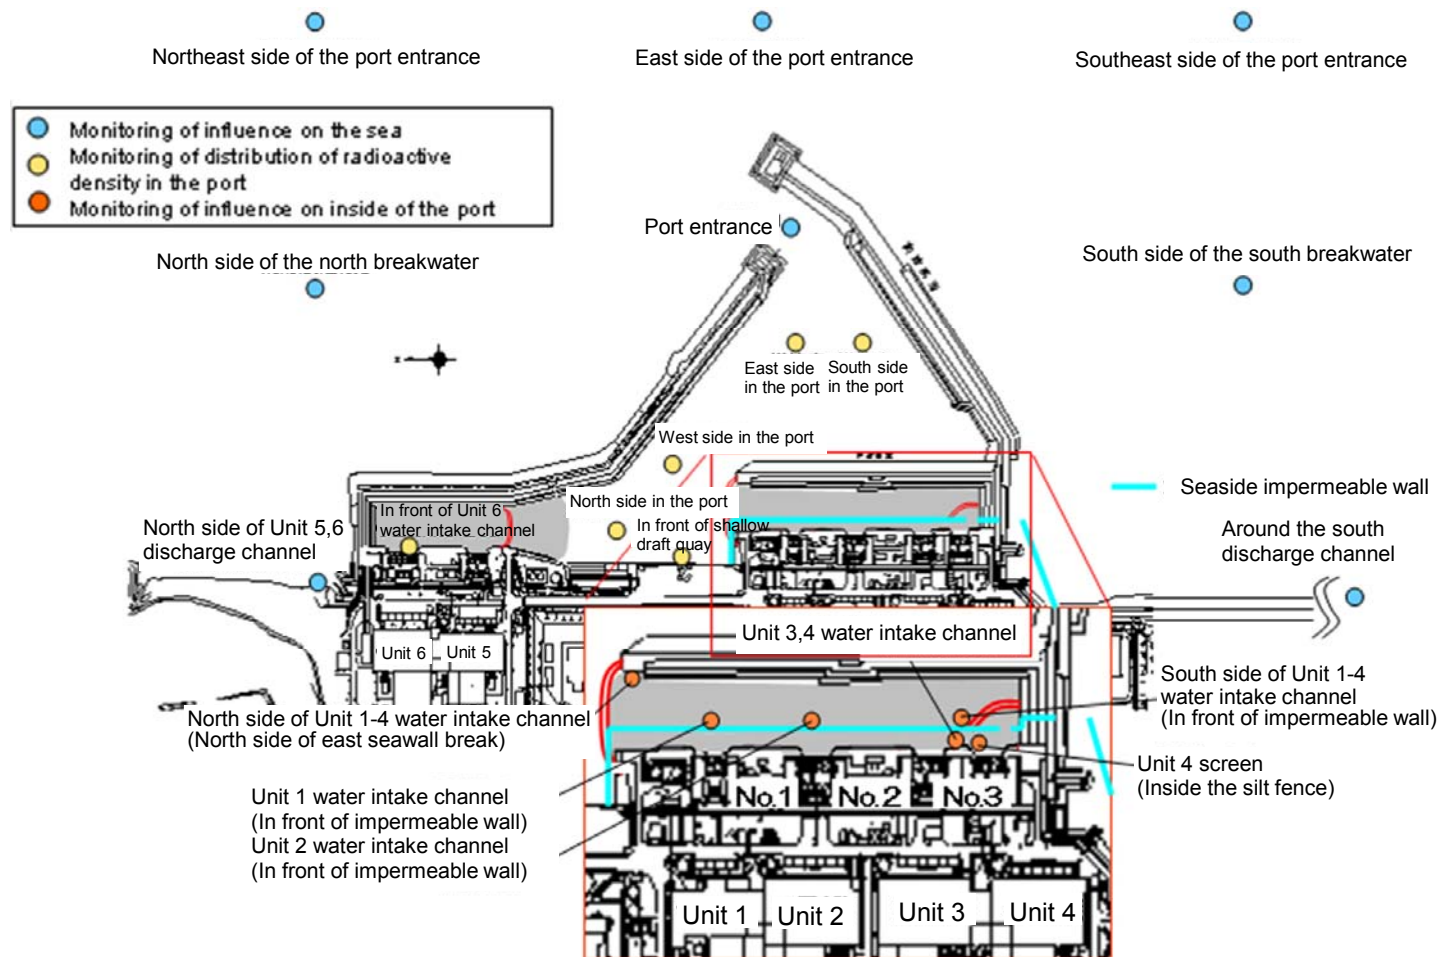 Northeast side of the port entrance
East side of the port entrance
Southeast side of the port entrance
Monitoring of influence on the sea
Monitoring of distribution of radioactive
density in the port
Monitoring of influence on inside of the port
Port entrance
North side of the north breakwater
South side of the south breakwater
East side
in the port
South side
in the port
West side in the port
North side in the port
In front of Unit 6
water intake channel
In front of shallow
draft quay
Seaside impermeable wall
North side of Unit 5,6
discharge channel
Around the south
discharge channel
Unit 6
Unit 5
Unit 3,4 water intake channel
South side of Unit 1-4
water intake channel
(In front of impermeable wall)
North side of Unit 1-4 water intake channel
(North side of east seawall break)
Unit 4 screen
(Inside the silt fence)
Unit 1 water intake channel
(In front of impermeable wall)
Unit 2 water intake channel
(In front of impermeable wall)
No.1
No.2
No.3
Unit 1
Unit 2
Unit 3
Unit 4